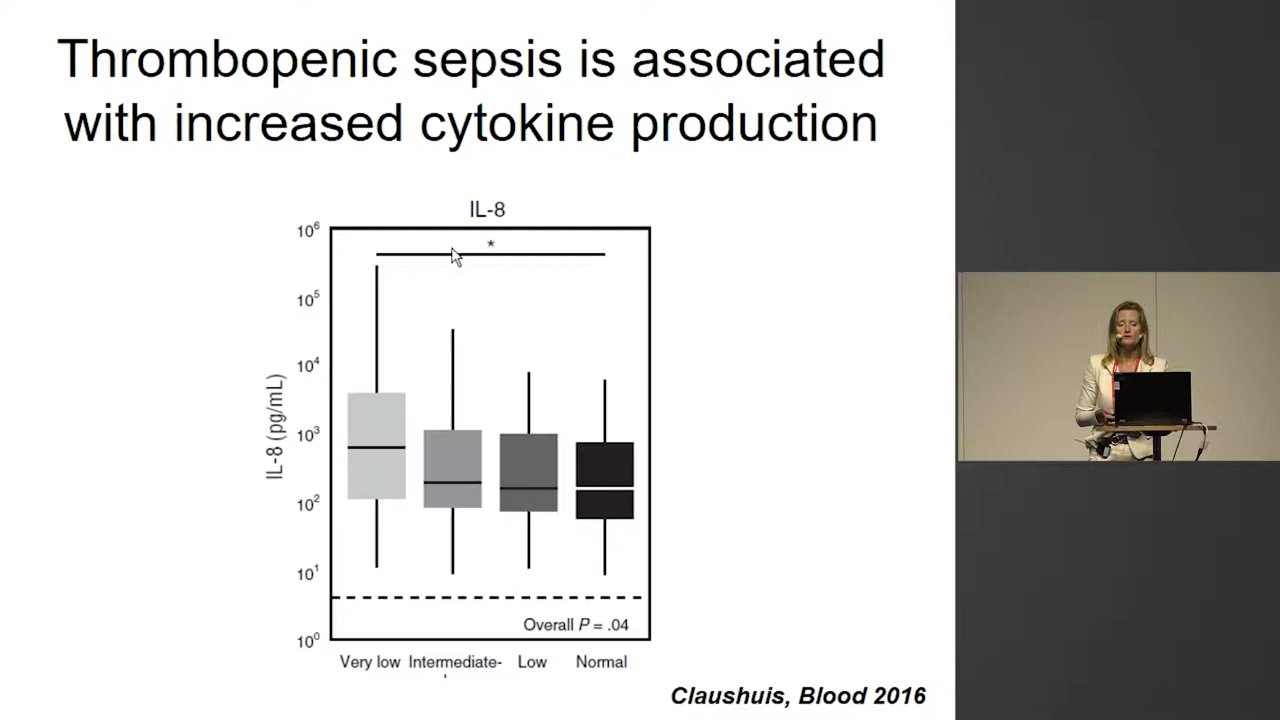 Thrombopenic sepsis is associated
with increased cytokine production
IL-8
10⁶
*
10⁵
10⁴
10³
10²
10¹
10⁰
IL-8 (pg/mL)
Overall P = .04
Very low Intermediate- Low Normal
Claushuis, Blood 2016